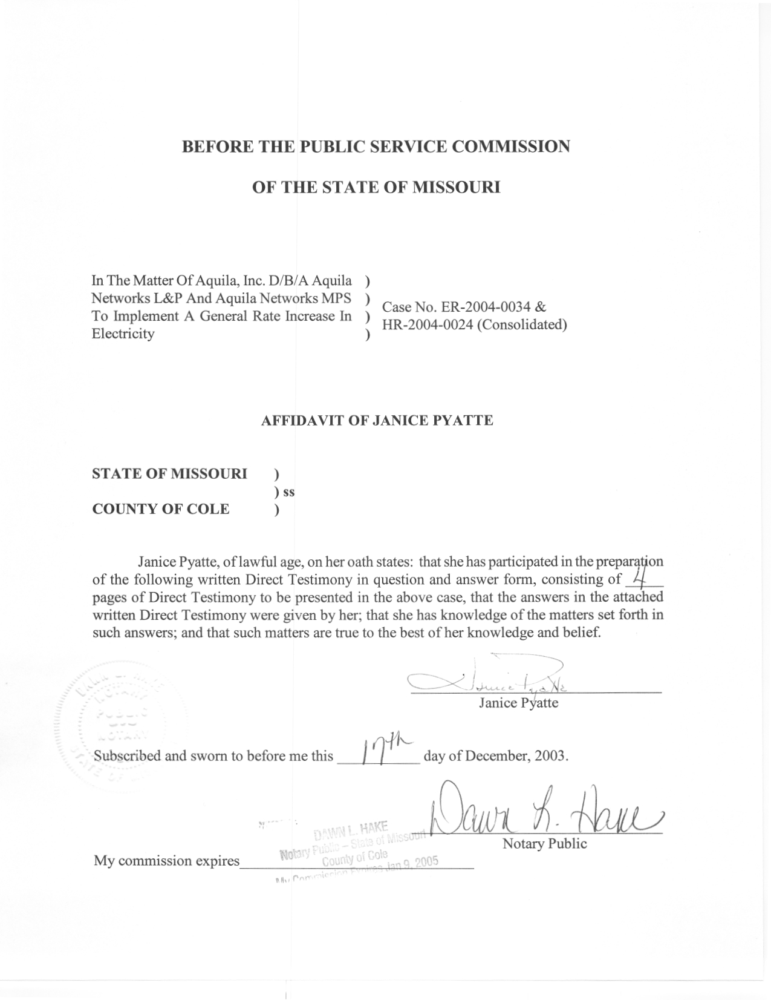 BEFORE THE PUBLIC SERVICE COMMISSION
OF THE STATE OF MISSOURI
In The Matter Of Aquila, Inc. D/B/A Aquila )
Networks L&P And Aquila Networks MPS )
To Implement A General Rate Increase In )
Electricity )
Case No. ER-2004-0034 &
HR-2004-0024 (Consolidated)
AFFIDAVIT OF JANICE PYATTE
STATE OF MISSOURI )
) ss
COUNTY OF COLE )
Janice Pyatte, of lawful age, on her oath states: that she has participated in the preparation
of the following written Direct Testimony in question and answer form, consisting of 4
pages of Direct Testimony to be presented in the above case, that the answers in the attached
written Direct Testimony were given by her; that she has knowledge of the matters set forth in
such answers; and that such matters are true to the best of her knowledge and belief.
DAWN L. HAKE
NOTARY
PUBLIC
NOTARY
STATE OF
Janice Pyatte
Janice Pyatte
Subscribed and sworn to before me this 17th day of December, 2003.
Dawn L. Hake
Notary Public
DAWN L. HAKE
Notary Public – State of Missouri
County of Cole
My Commission Expires Jan 9, 2005
My commission expires